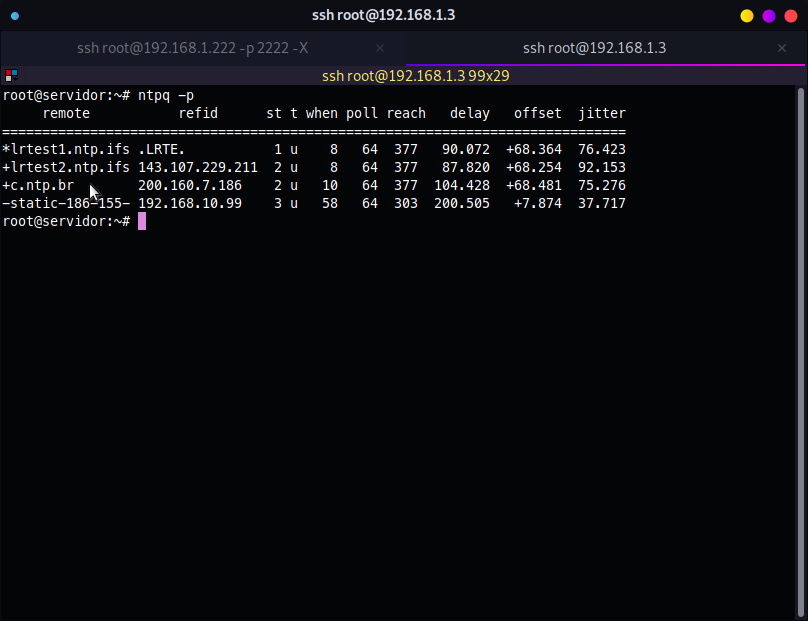 ssh root@192.168.1.3
ssh root@192.168.1.222 -p 2222 -X × ssh root@192.168.1.3 ×
ssh root@192.168.1.3 99x29
root@servidor:~# ntpq -p
     remote           refid      st t when poll reach   delay   offset  jitter
==============================================================================
*lrtest1.ntp.ifs .LRTE.           1 u    8   64  377   90.072  +68.364  76.423
+lrtest2.ntp.ifs 143.107.229.211  2 u    8   64  377   87.820  +68.254  92.153
+c.ntp.br        200.160.7.186    2 u   10   64  377  104.428  +68.481  75.276
-static-186-155- 192.168.10.99    3 u   58   64  303  200.505   +7.874  37.717
root@servidor:~#